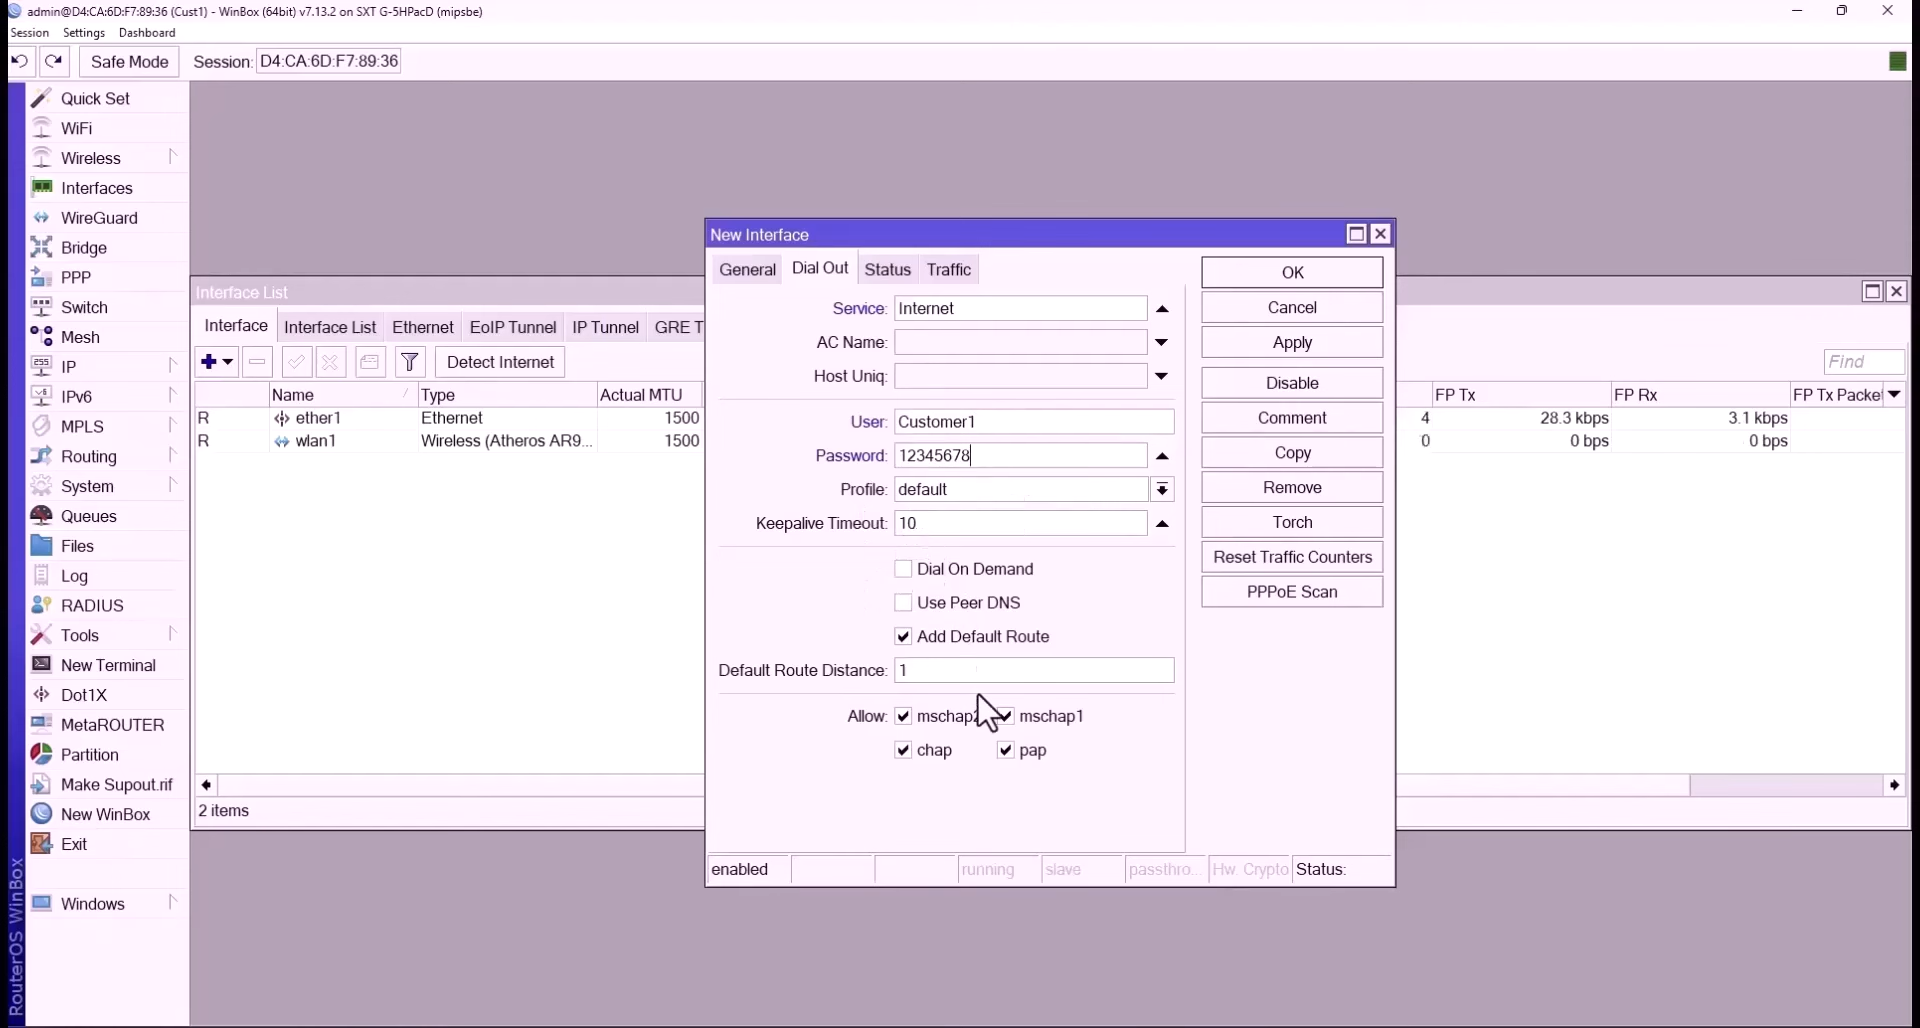 admin@D4:CA:6D:F7:89:36 (Cust1) - WinBox (64bit) v7.13.2 on SXT G-5HPacD (mipsbe)
Session Settings Dashboard
Safe Mode Session: D4:CA:6D:F7:89:36
Quick Set
WiFi
Wireless
Interfaces
WireGuard
Bridge
PPP
Switch
Mesh
IP
IPv6
MPLS
Routing
System
Queues
Files
Log
RADIUS
Tools
New Terminal
Dot1X
MetaROUTER
Partition
Make Supout.rif
New WinBox
Exit
Windows
RouterOS WinBox
Interface List
Interface Interface List Ethernet EoIP Tunnel IP Tunnel GRE T
Detect Internet
Find
Name Type Actual MTU FP Tx FP Rx FP Tx Packet
R ether1 Ethernet 1500 4 28.3 kbps 3.1 kbps
R wlan1 Wireless (Atheros AR9... 1500 0 0 bps 0 bps
2 items
New Interface
General Dial Out Status Traffic
Service: Internet
AC Name:
Host Uniq:
User: Customer1
Password: 12345678
Profile: default
Keepalive Timeout: 10
Dial On Demand
Use Peer DNS
Add Default Route
Default Route Distance: 1
Allow: mschap2 mschap1
chap pap
OK
Cancel
Apply
Disable
Comment
Copy
Remove
Torch
Reset Traffic Counters
PPPoE Scan
enabled running slave passthro... Hw. Crypto Status: